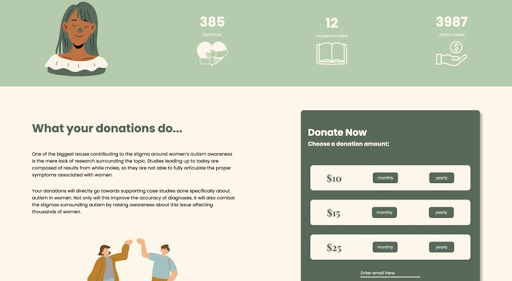 385
12
3987
donations
studies founded
dollars raised
What your donations do...
One of the biggest issues contributing to the stigma around women's autism awareness
is the mere lack of research surrounding the topic. Studies leading up to today are
composed of results from white males, so they are not able to fully articulate the proper
symptoms associated with women.
Your donations will directly go towards supporting case studies done specifically about
autism in women. Not only will this improve the accuracy of diagnoses, it will also combat
the stigmas surrounding autism by raising awareness about this issue affecting
thousands of women.
Donate Now
Choose a donation amount:
$10 monthly yearly
$15 monthly yearly
$25 monthly yearly
Enter email here